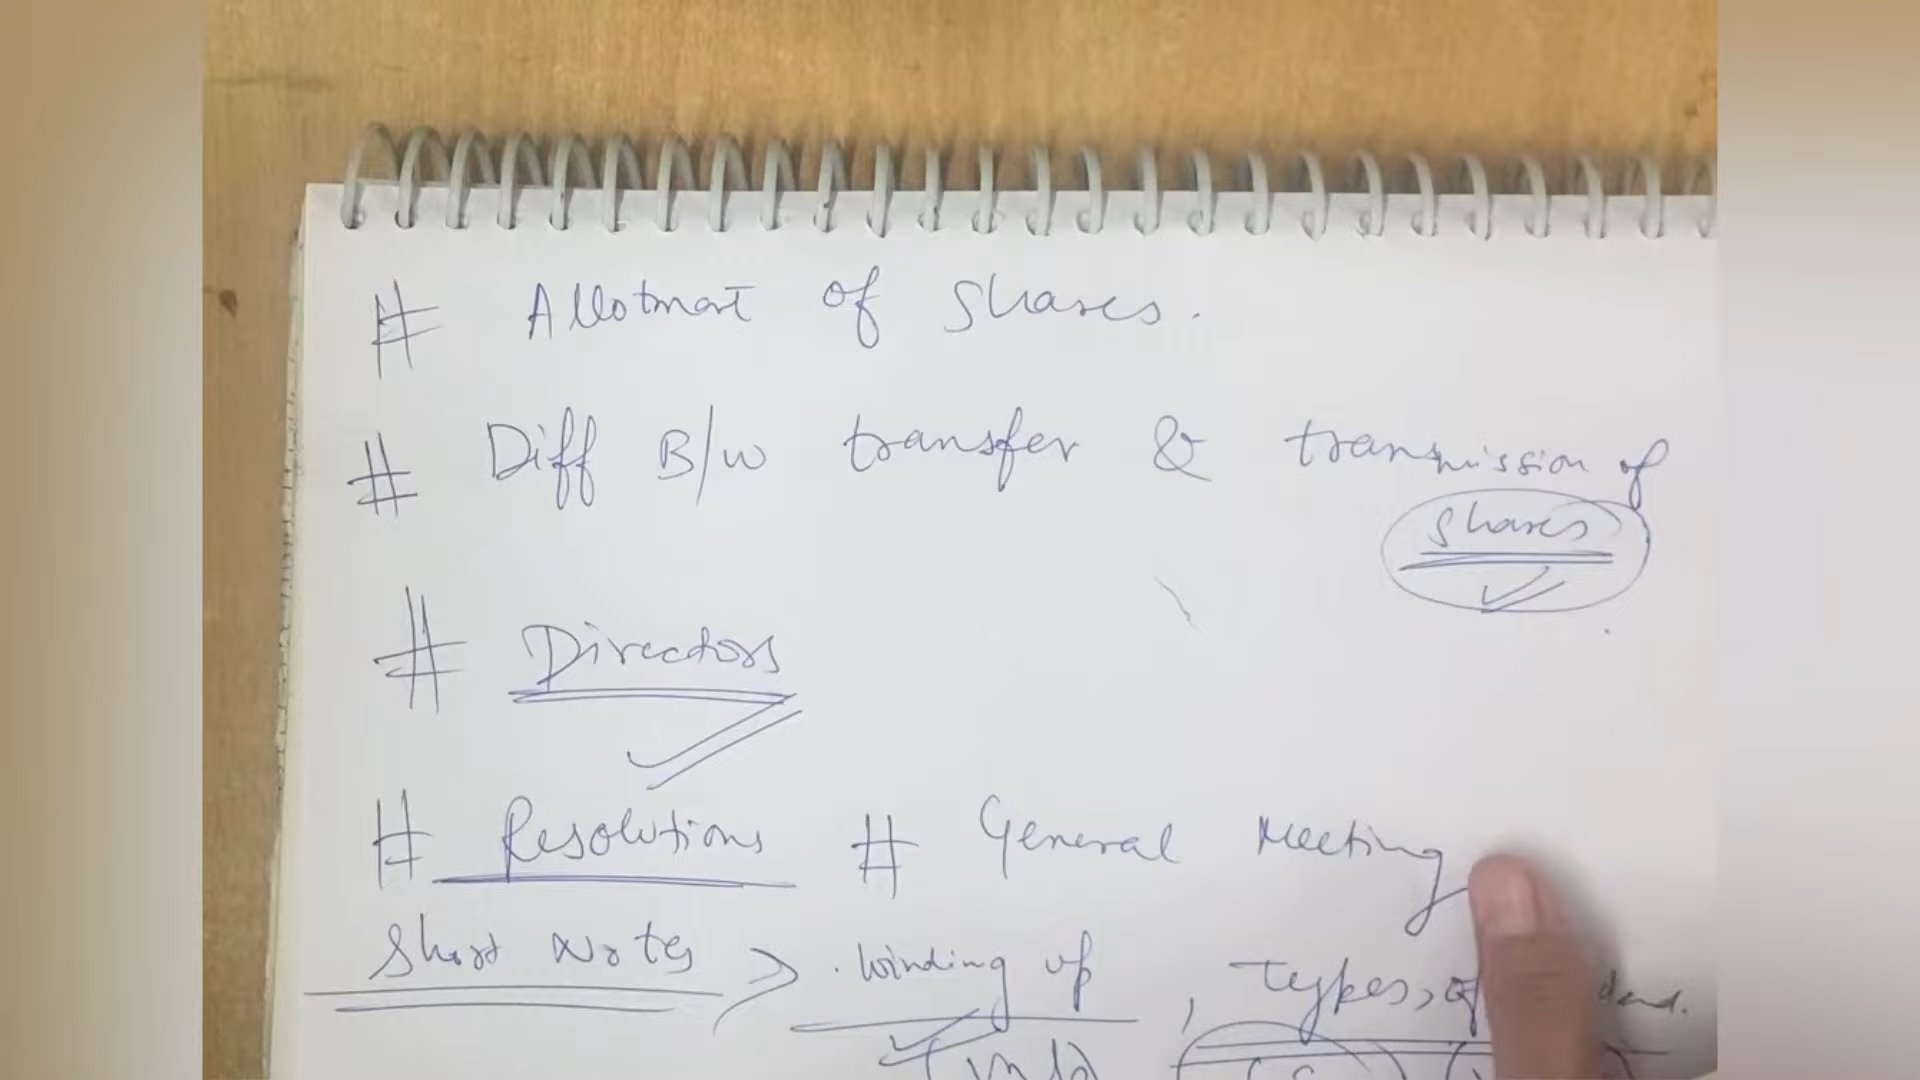 # Allotment of Shares.
# Diff B/w transfer & transmission of
shares
# Directors
# Resolutions # General Meeting
Short Notes > . winding up , Types, of